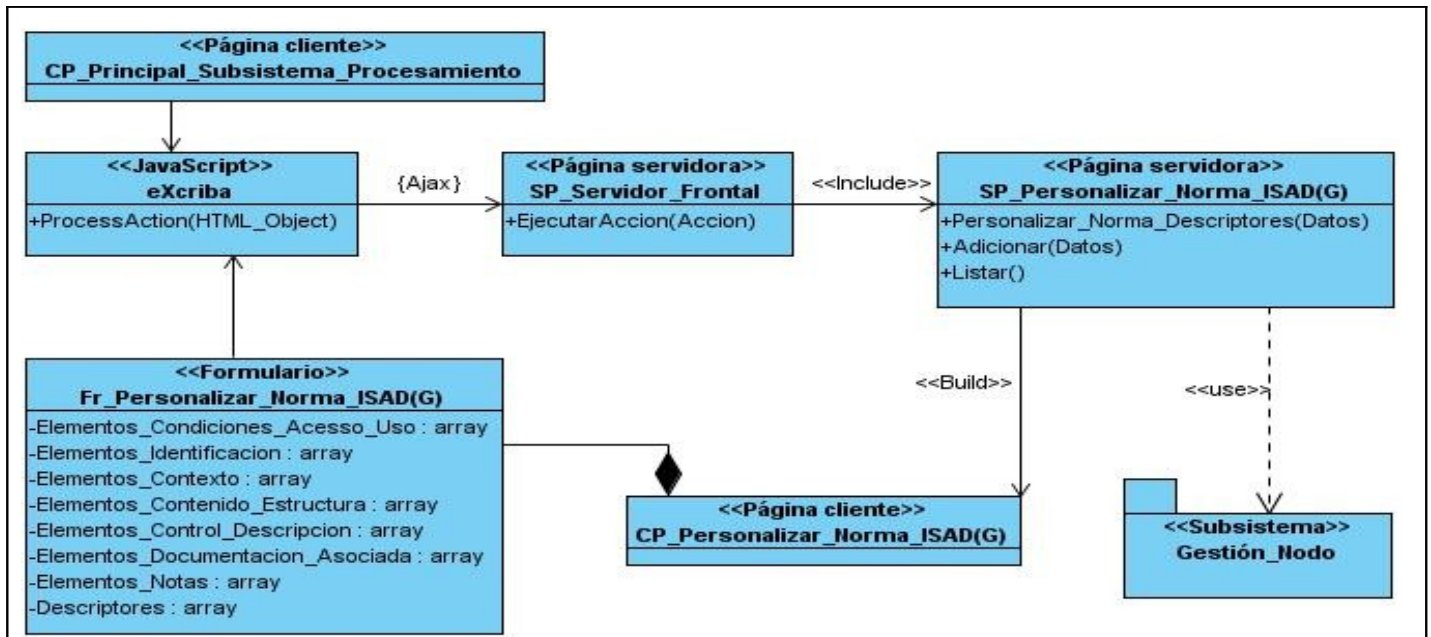 <<Página cliente>>
CP_Principal_Subsistema_Procesamiento
<<JavaScript>>
eXcriba
+ProcessAction(HTML_Object)
{Ajax}
<<Página servidora>>
SP_Servidor_Frontal
+EjecutarAccion(Accion)
<<Include>>
<<Página servidora>>
SP_Personalizar_Norma_ISAD(G)
+Personalizar_Norma_Descriptores(Datos)
+Adicionar(Datos)
+Listar()
<<Formulario>>
Fr_Personalizar_Norma_ISAD(G)
-Elementos_Condiciones_Acesso_Uso : array
-Elementos_Identificacion : array
-Elementos_Contexto : array
-Elementos_Contenido_Estructura : array
-Elementos_Control_Descripcion : array
-Elementos_Documentacion_Asociada : array
-Elementos_Notas : array
-Descriptores : array
<<Build>>
<<use>>
<<Página cliente>>
CP_Personalizar_Norma_ISAD(G)
<<Subsistema>>
Gestión_Nodo